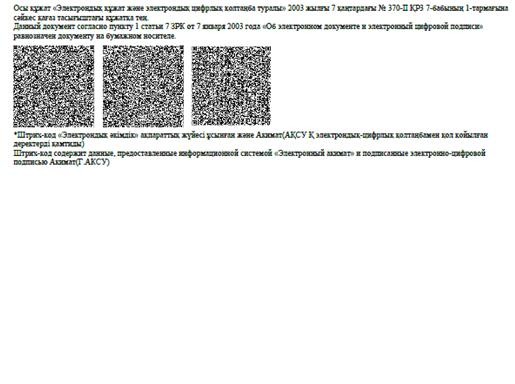 Осы құжат «Электрондық құжат және электрондық цифрлық қолтаңба туралы» 2003 жылғы 7 қаңтардағы № 370-II ҚРЗ 7-бабының 1-тармағына
сәйкес қағаз тасығыштағы құжатқа тең.
Данный документ согласно пункту 1 статьи 7 ЗРК от 7 января 2003 года «Об электронном документе и электронный цифровой подписи»
равнозначен документу на бумажном носителе.
*Штрих-код «Электрондық әкімдік» ақпараттық жүйесі ұсынған және Акимат(АҚСУ Қ электрондық-цифрлық қолтаңбамен қол қойылған
деректерді қамтиды)
Штрих-код содержит данные, предоставленные информационной системой «Электронный акимат» и подписанные электронно-цифровой
подписью Акимат(Г.АКСУ)